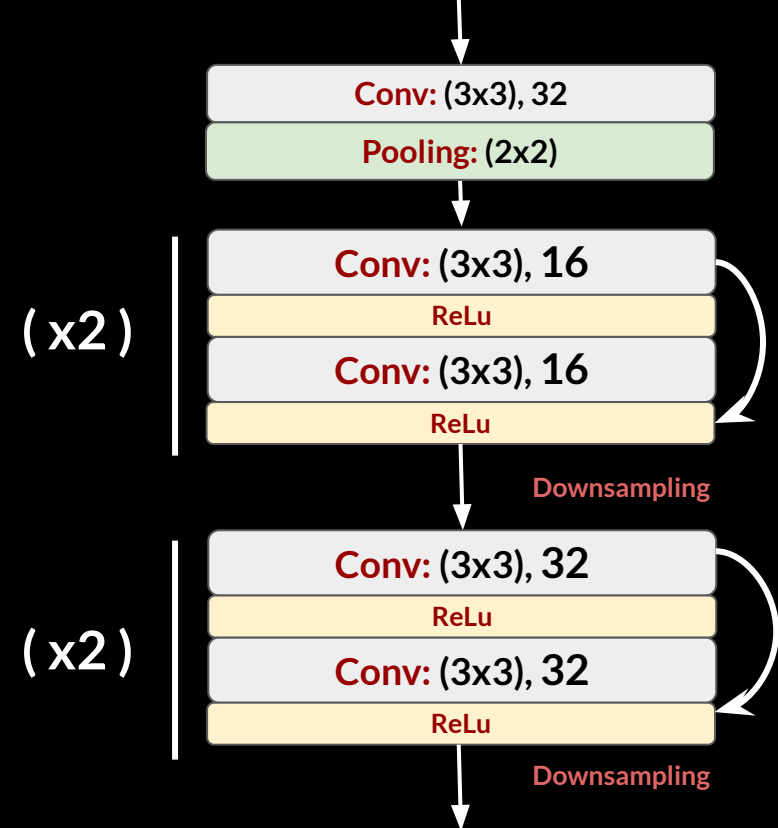 Conv: (3x3), 32
Pooling: (2x2)
( x2 )
Conv: (3x3), 16
ReLu
Conv: (3x3), 16
ReLu
Downsampling
( x2 )
Conv: (3x3), 32
ReLu
Conv: (3x3), 32
ReLu
Downsampling